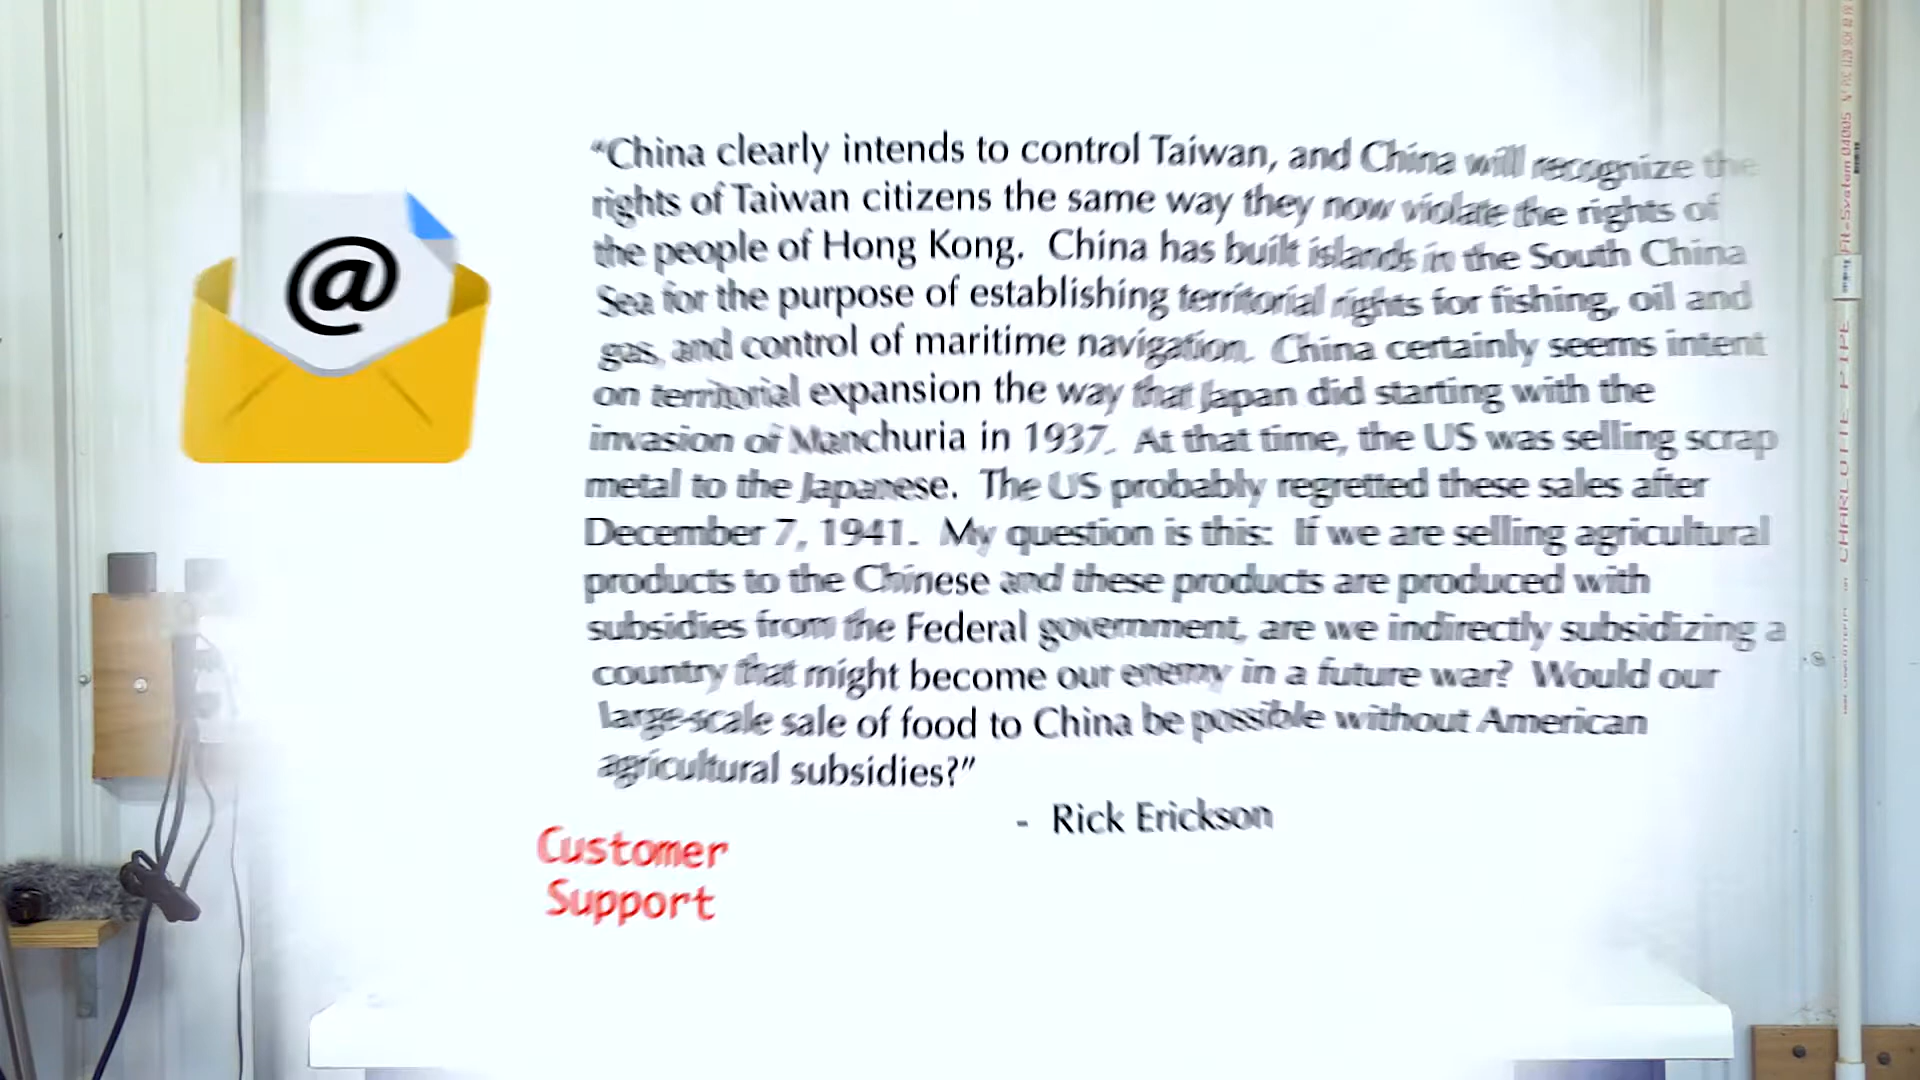 @
“China clearly intends to control Taiwan, and China will recognize the
rights of Taiwan citizens the same way they now violate the rights of
the people of Hong Kong.  China has built islands in the South China
Sea for the purpose of establishing territorial rights for fishing, oil and
gas, and control of maritime navigation.  China certainly seems intent
on territorial expansion the way that Japan did starting with the
invasion of Manchuria in 1937.  At that time, the US was selling scrap
metal to the Japanese.  The US probably regretted these sales after
December 7, 1941.  My question is this:  If we are selling agricultural
products to the Chinese and these products are produced with
subsidies from the Federal government, are we indirectly subsidizing a
country that might become our enemy in a future war?  Would our
large-scale sale of food to China be possible without American
agricultural subsidies?”
- Rick Erickson
Customer
Support
CHARLOTTE PIPE